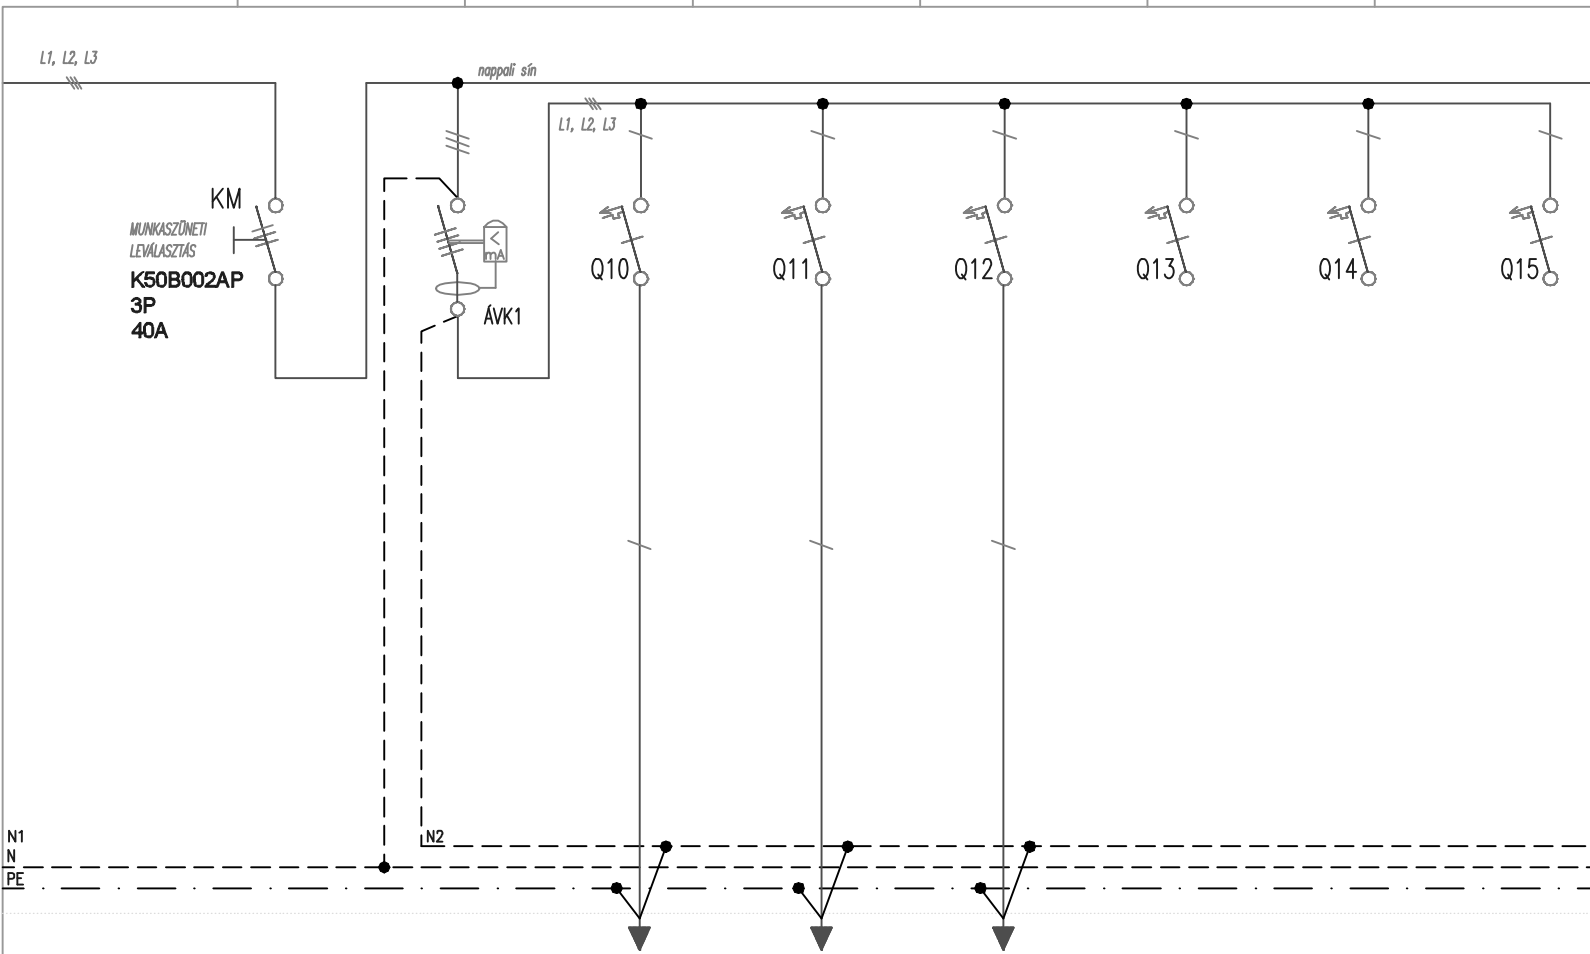 L1, L2, L3
nappali sín
L1, L2, L3
KM
MUNKASZÜNETI
LEVÁLASZTÁS
K50B002AP
3P
40A
<
mA
ÁVK1
Q10
Q11
Q12
Q13
Q14
Q15
N1
N2
N
PE